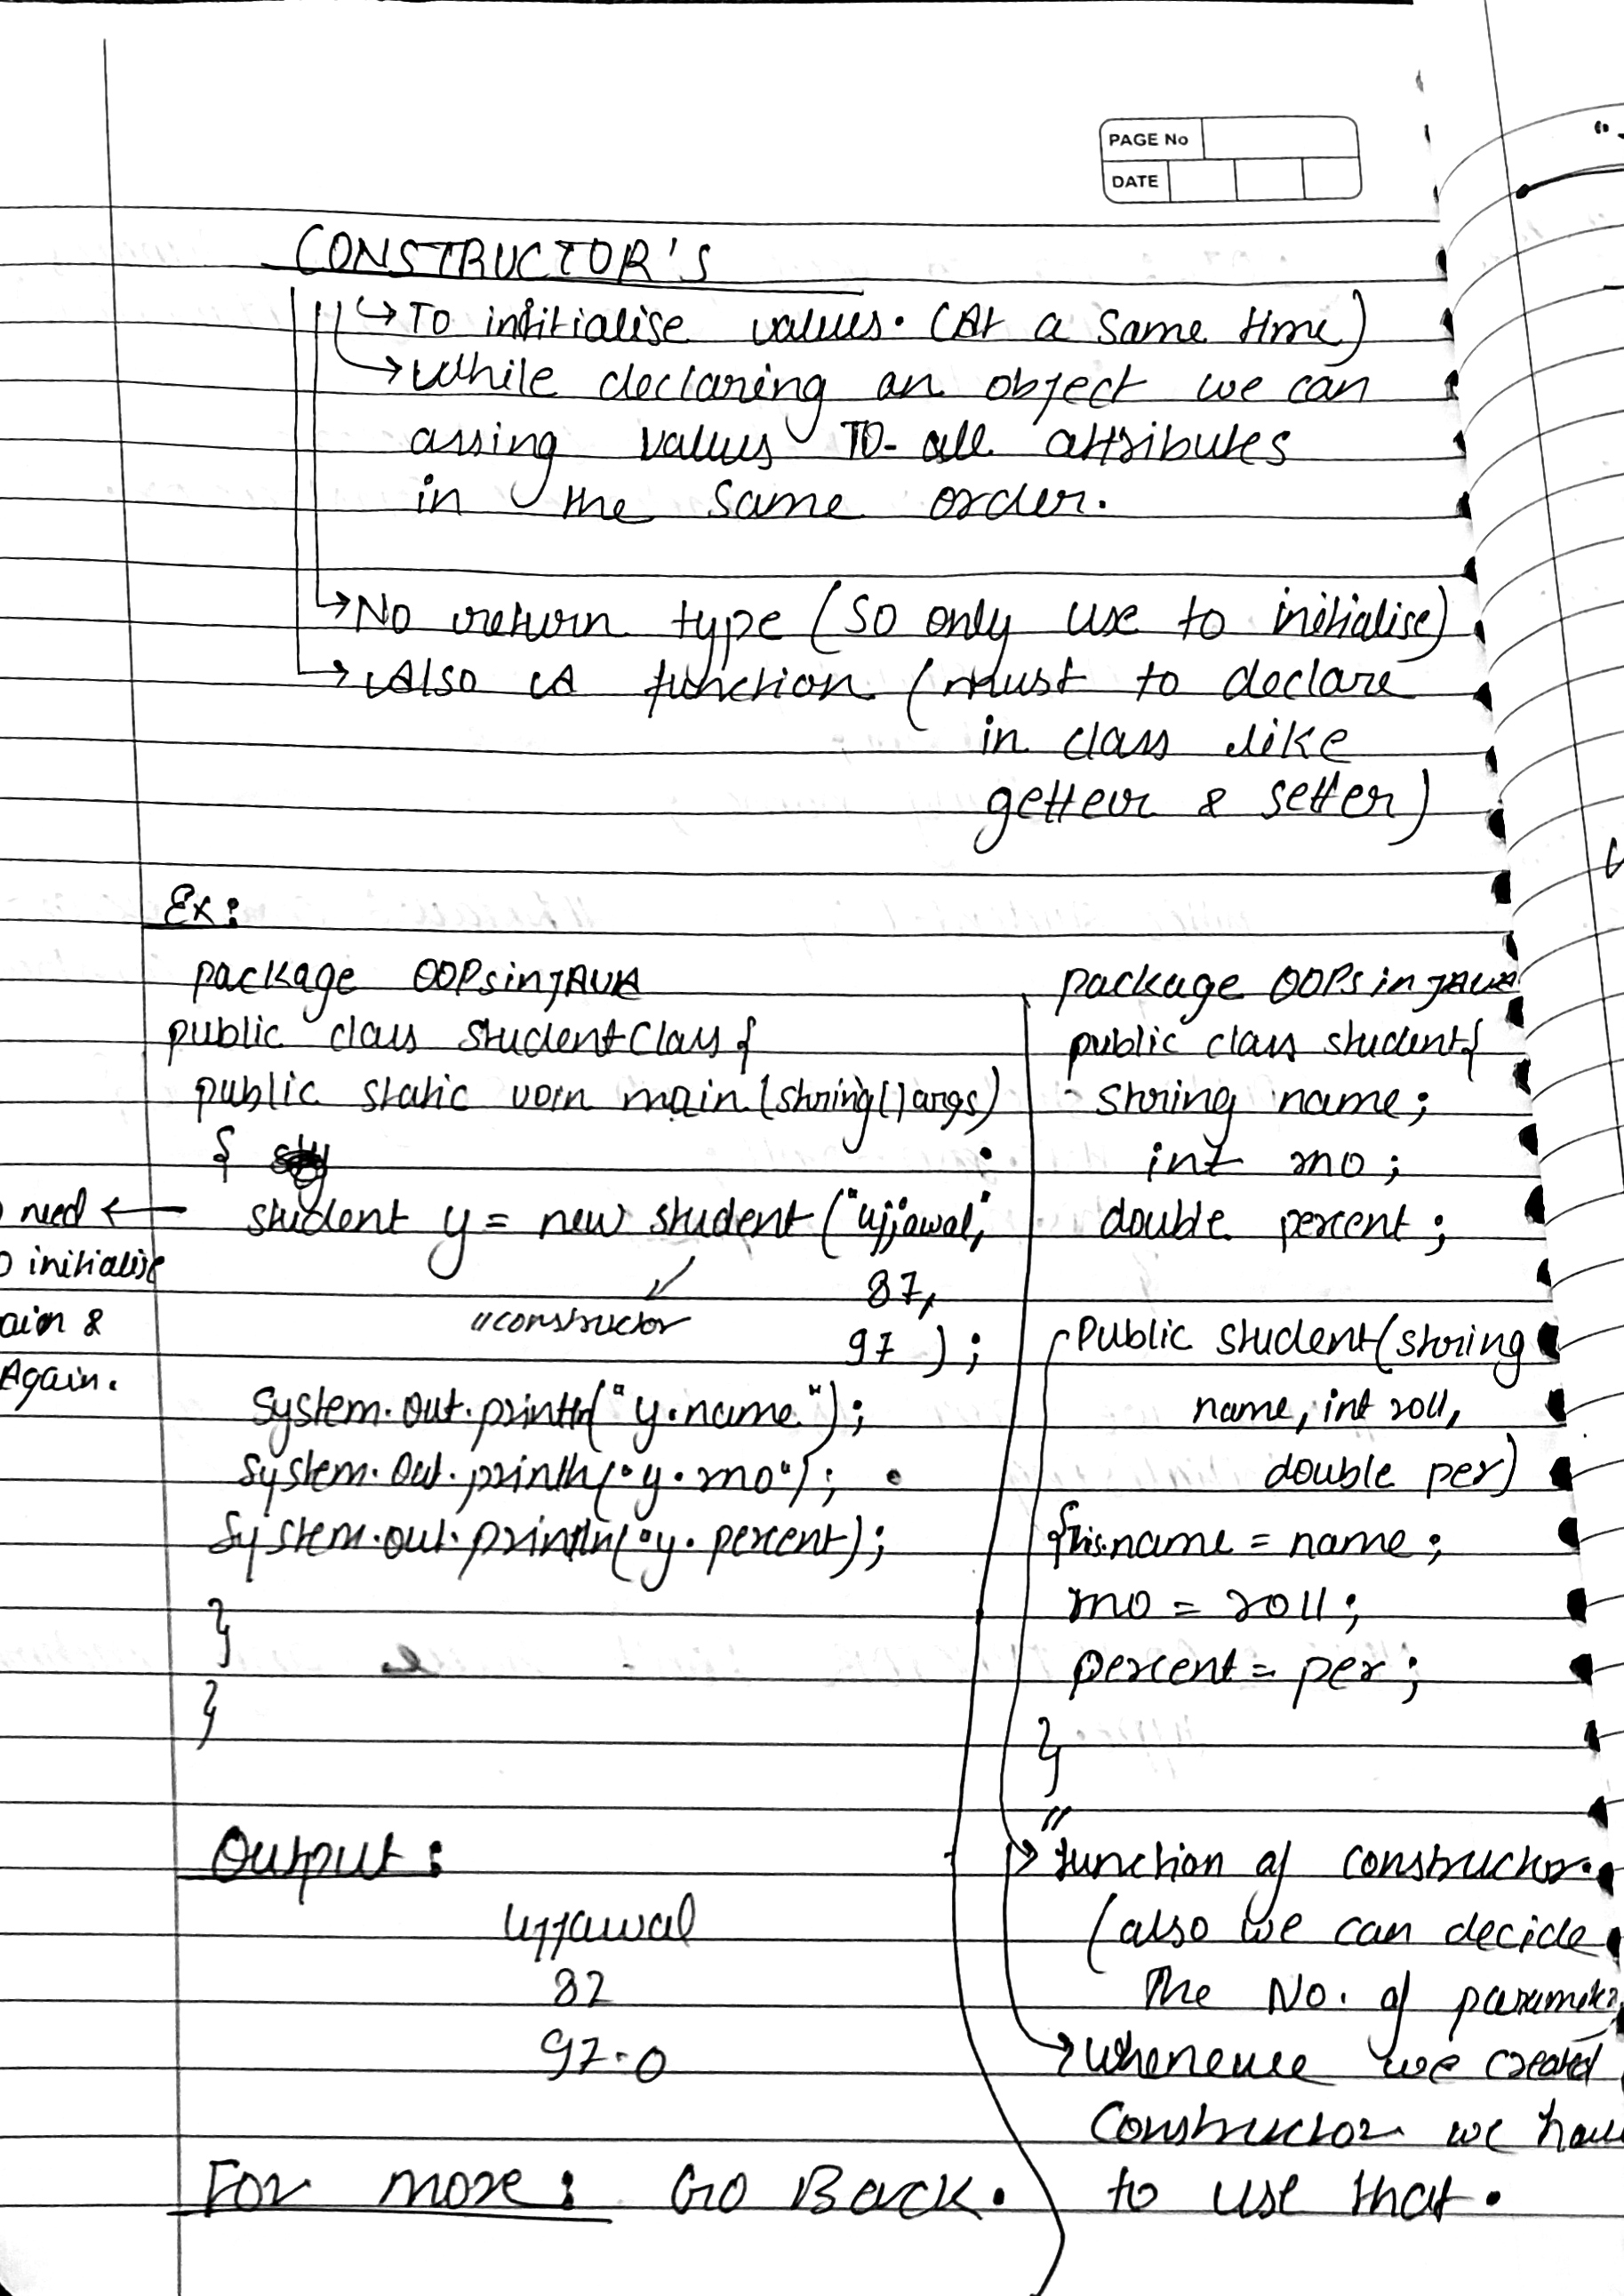 PAGE No
DATE
CONSTRUCTOR'S
↳ To initialise values. (At a same time)
→ While declaring an object we can
assing values TO all attributes
in the same order.
→ No return type (so only use to initialise)
→ Also A function (must to declare
in class like
getter & setter)
Ex:
package OOPsinJAVA
public class StudentClass {
public static void main (string[] args)
{
need ← student y = new student ("ujjawal",
initialise
87,
&
//constructor
97 );
Again.
System.out.println("y.name");
System.out.println("y.rno");
System.out.println("y.percent);
}
}
Output:
Ujjawal
87
97.0
For more: Go Back.
package OOPsinJAVA
public class student{
string name;
int rno;
double percent;
Public student(string
name, int roll,
double per)
{this.name = name;
rno = roll;
percent = per;
}
"
→ function of constructor.
(also we can decide
The No. of
→ whenever we created
Constructor we have
to use that.